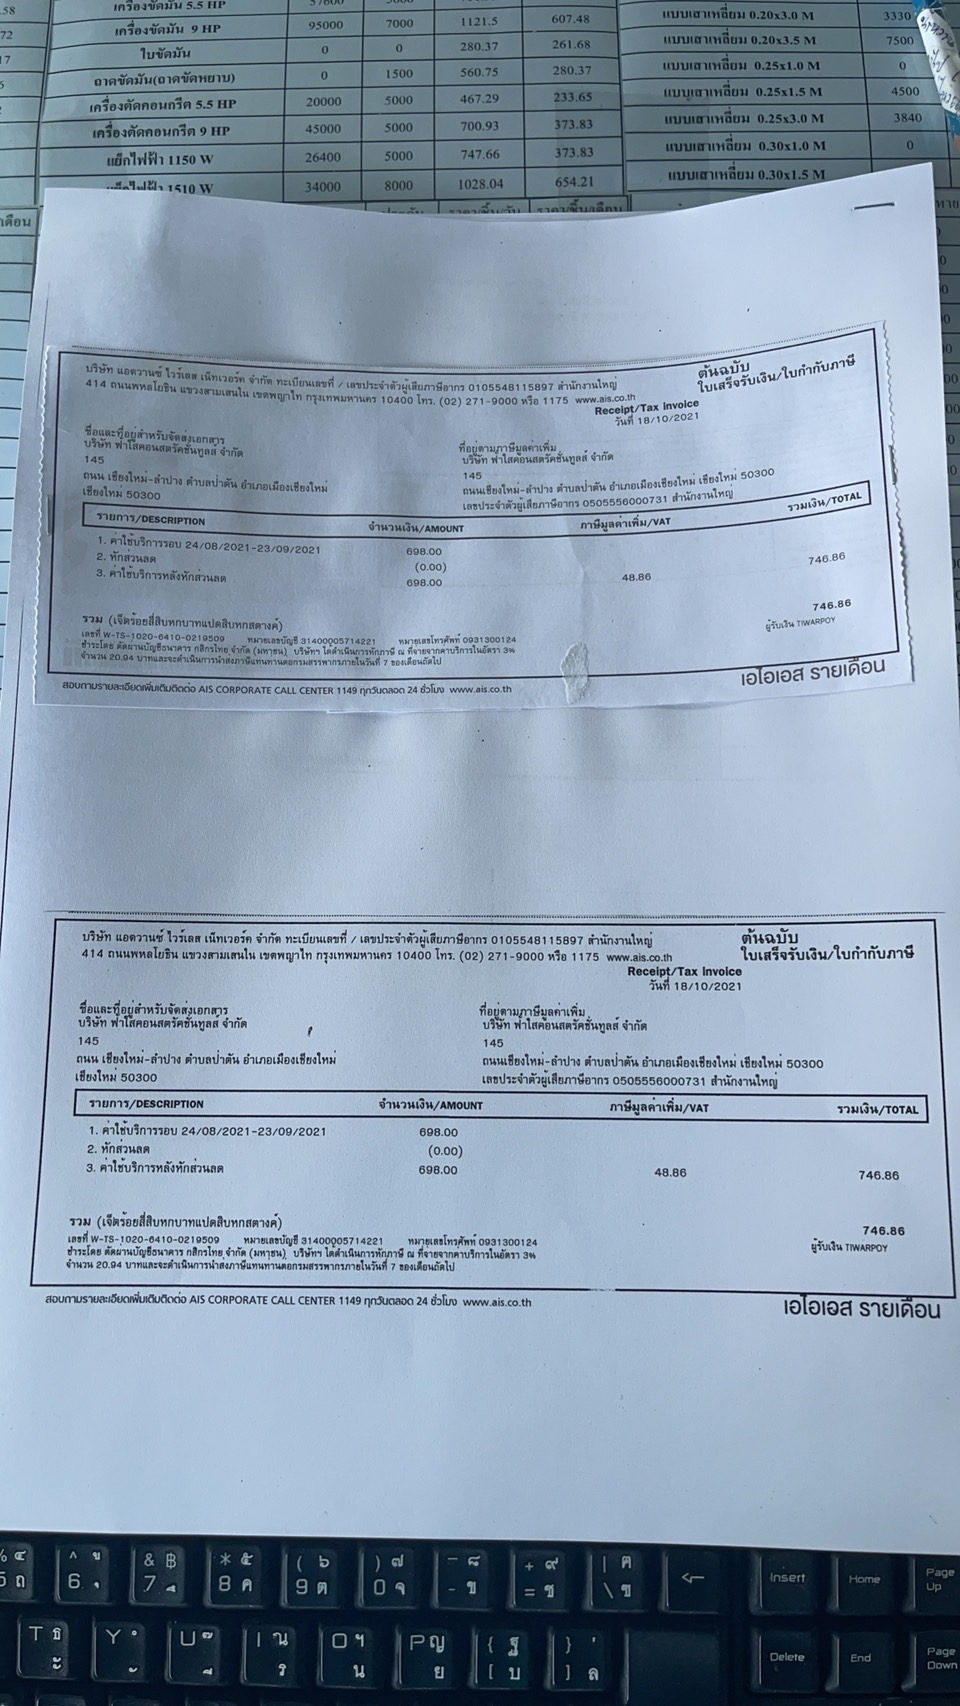 .58
72
17
เครื่องขัดมัน 5.5 HP
เครื่องขัดมัน 9 HP 95000 7000 1121.5 607.48
ใบขัดมัน 0 0 280.37 261.68
ถาดขัดมัน(ถาดขัดหยาบ) 0 1500 560.75 280.37
เครื่องตัดคอนกรีต 5.5 HP 20000 5000 467.29 233.65
เครื่องตัดคอนกรีต 9 HP 45000 5000 700.93 373.83
แย็กไฟฟ้า 1150 W 26400 5000 747.66 373.83
1510 W 34000 8000 1028.04 654.21
แบบเสาเหลี่ยม 0.20x3.0 M 3330
แบบเสาเหลี่ยม 0.20x3.5 M 7500
แบบเสาเหลี่ยม 0.25x1.0 M 0
แบบเสาเหลี่ยม 0.25x1.5 M 4500
แบบเสาเหลี่ยม 0.25x3.0 M 3840
แบบเสาเหลี่ยม 0.30x1.0 M 0
แบบเสาเหลี่ยม 0.30x1.5 M
บริษัท แอดวานซ์ ไวร์เลส เน็ทเวอร์ค จำกัด ทะเบียนเลขที่ / เลขประจำตัวผู้เสียภาษีอากร 0105548115897 สำนักงานใหญ่
414 ถนนพหลโยธิน แขวงสามเสนใน เขตพญาไท กรุงเทพมหานคร 10400 โทร. (02) 271-9000 หรือ 1175 www.ais.co.th
ต้นฉบับ
ใบเสร็จรับเงิน/ใบกำกับภาษี
Receipt/Tax Invoice
วันที่ 18/10/2021
ชื่อและที่อยู่สำหรับจัดส่งเอกสาร
บริษัท ฟ้าใสคอนสตรัคชั่นทูลส์ จำกัด
145
ถนน เชียงใหม่-ลำปาง ตำบลป่าตัน อำเภอเมืองเชียงใหม่
เชียงใหม่ 50300
ที่อยู่ตามภาษีมูลค่าเพิ่ม
บริษัท ฟ้าใสคอนสตรัคชั่นทูลส์ จำกัด
145
ถนนเชียงใหม่-ลำปาง ตำบลป่าตัน อำเภอเมืองเชียงใหม่ เชียงใหม่ 50300
เลขประจำตัวผู้เสียภาษีอากร 0505556000731 สำนักงานใหญ่
รายการ/DESCRIPTION จำนวนเงิน/AMOUNT ภาษีมูลค่าเพิ่ม/VAT รวมเงิน/TOTAL
1. ค่าใช้บริการรอบ 24/08/2021-23/09/2021 698.00
2. หักส่วนลด (0.00)
3. ค่าใช้บริการหลังหักส่วนลด 698.00 48.86 746.86
รวม (เจ็ดร้อยสี่สิบหกบาทแปดสิบหกสตางค์) 746.86
เลขที่ W-TS-1020-6410-0219509 หมายเลขบัญชี 31400005714221 หมายเลขโทรศัพท์ 0931300124
ผู้รับเงิน TIWARPOY
ชำระโดย ตัดผ่านบัญชีธนาคาร กสิกรไทย จำกัด (มหาชน) บริษัทฯ ได้ดำเนินการหักภาษี ณ ที่จ่ายจากค่าบริการในอัตรา 3%
จำนวน 20.94 บาทและจะดำเนินการนำส่งภาษีแทนท่านต่อกรมสรรพากรภายในวันที่ 7 ของเดือนถัดไป
สอบถามรายละเอียดเพิ่มเติมติดต่อ AIS CORPORATE CALL CENTER 1149 ทุกวันตลอด 24 ชั่วโมง www.ais.co.th
เอไอเอส รายเดือน
บริษัท แอดวานซ์ ไวร์เลส เน็ทเวอร์ค จำกัด ทะเบียนเลขที่ / เลขประจำตัวผู้เสียภาษีอากร 0105548115897 สำนักงานใหญ่
414 ถนนพหลโยธิน แขวงสามเสนใน เขตพญาไท กรุงเทพมหานคร 10400 โทร. (02) 271-9000 หรือ 1175 www.ais.co.th
ต้นฉบับ
ใบเสร็จรับเงิน/ใบกำกับภาษี
Receipt/Tax Invoice
วันที่ 18/10/2021
ชื่อและที่อยู่สำหรับจัดส่งเอกสาร
บริษัท ฟ้าใสคอนสตรัคชั่นทูลส์ จำกัด
145
ถนน เชียงใหม่-ลำปาง ตำบลป่าตัน อำเภอเมืองเชียงใหม่
เชียงใหม่ 50300
ที่อยู่ตามภาษีมูลค่าเพิ่ม
บริษัท ฟ้าใสคอนสตรัคชั่นทูลส์ จำกัด
145
ถนนเชียงใหม่-ลำปาง ตำบลป่าตัน อำเภอเมืองเชียงใหม่ เชียงใหม่ 50300
เลขประจำตัวผู้เสียภาษีอากร 0505556000731 สำนักงานใหญ่
รายการ/DESCRIPTION จำนวนเงิน/AMOUNT ภาษีมูลค่าเพิ่ม/VAT รวมเงิน/TOTAL
1. ค่าใช้บริการรอบ 24/08/2021-23/09/2021 698.00
2. หักส่วนลด (0.00)
3. ค่าใช้บริการหลังหักส่วนลด 698.00 48.86 746.86
รวม (เจ็ดร้อยสี่สิบหกบาทแปดสิบหกสตางค์) 746.86
เลขที่ W-TS-1020-6410-0219509 หมายเลขบัญชี 31400005714221 หมายเลขโทรศัพท์ 0931300124
ผู้รับเงิน TIWARPOY
ชำระโดย ตัดผ่านบัญชีธนาคาร กสิกรไทย จำกัด (มหาชน) บริษัทฯ ได้ดำเนินการหักภาษี ณ ที่จ่ายจากค่าบริการในอัตรา 3%
จำนวน 20.94 บาทและจะดำเนินการนำส่งภาษีแทนท่านต่อกรมสรรพากรภายในวันที่ 7 ของเดือนถัดไป
สอบถามรายละเอียดเพิ่มเติมติดต่อ AIS CORPORATE CALL CENTER 1149 ทุกวันตลอด 24 ชั่วโมง www.ais.co.th
เอไอเอส รายเดือน
% ๔ ^ ข & ฿ * ๕ ( ๖ ) ๗ _ ๘ + ๙ | ฅ Insert Home Page Up
5 ถ 6 ุ 7 ึ 8 ค 9 ต 0 จ - ข = ช \ ฃ
T ธ Y ํ U ๊ I ณ O ฯ P ญ { ฐ } , Delete End Page Down
ะ ั ี ร น ย [ บ ] ล